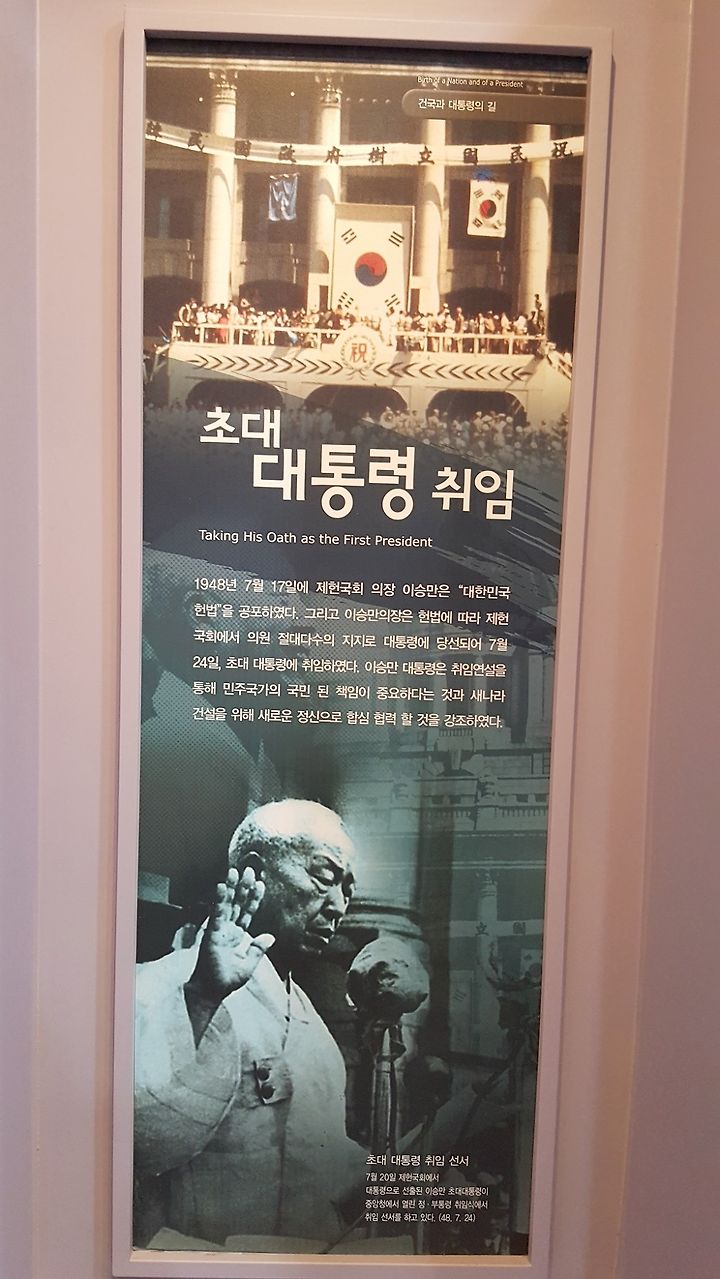 Birth of a Nation and of a President
건국과 대통령의 길
民國政府樹立國民祝
祝
초대
대통령 취임
Taking His Oath as the First President
1948년 7월 17일에 제헌국회 의장 이승만은 “대한민국
헌법”을 공포하였다. 그리고 이승만의장은 헌법에 따라 제헌
국회에서 의원 절대다수의 지지로 대통령에 당선되어 7월
24일, 초대 대통령에 취임하였다. 이승만 대통령은 취임연설을
통해 민주국가의 국민 된 책임이 중요하다는 것과 새나라
건설을 위해 새로운 정신으로 합심 협력 할 것을 강조하였다.
立國
초대 대통령 취임 선서
7월 20일 제헌국회에서
대통령으로 선출된 이승만 초대대통령이
중앙청에서 열린 정·부통령 취임식에서
취임 선서를 하고 있다. (48. 7. 24)